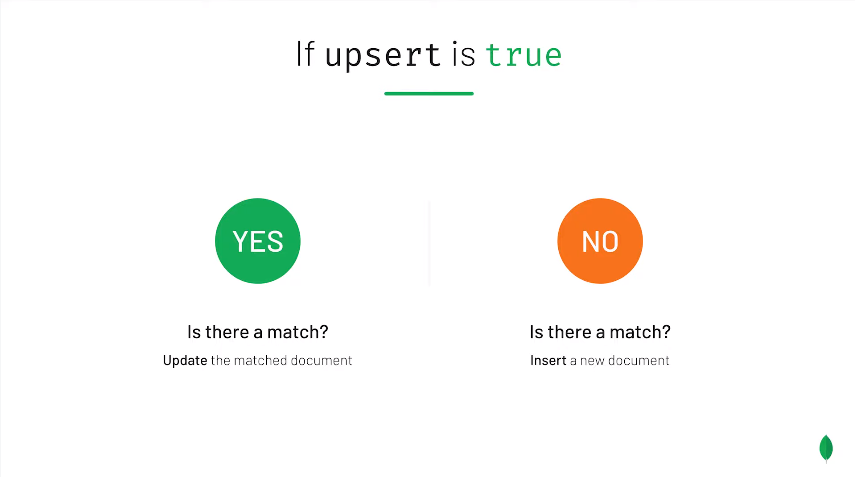 If upsert is true
YES
Is there a match?
Update the matched document
NO
Is there a match?
Insert a new document